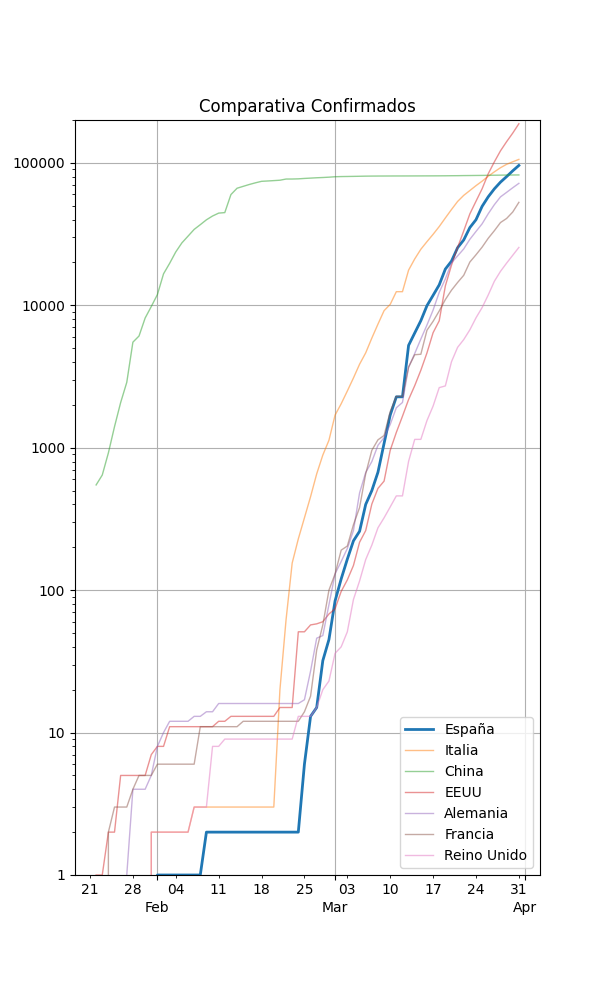 Comparativa Confirmados
100000
10000
1000
100
10
1
España
Italia
China
EEUU
Alemania
Francia
Reino Unido
21 28 04 11 18 25 03 10 17 24 31
Feb Mar Apr